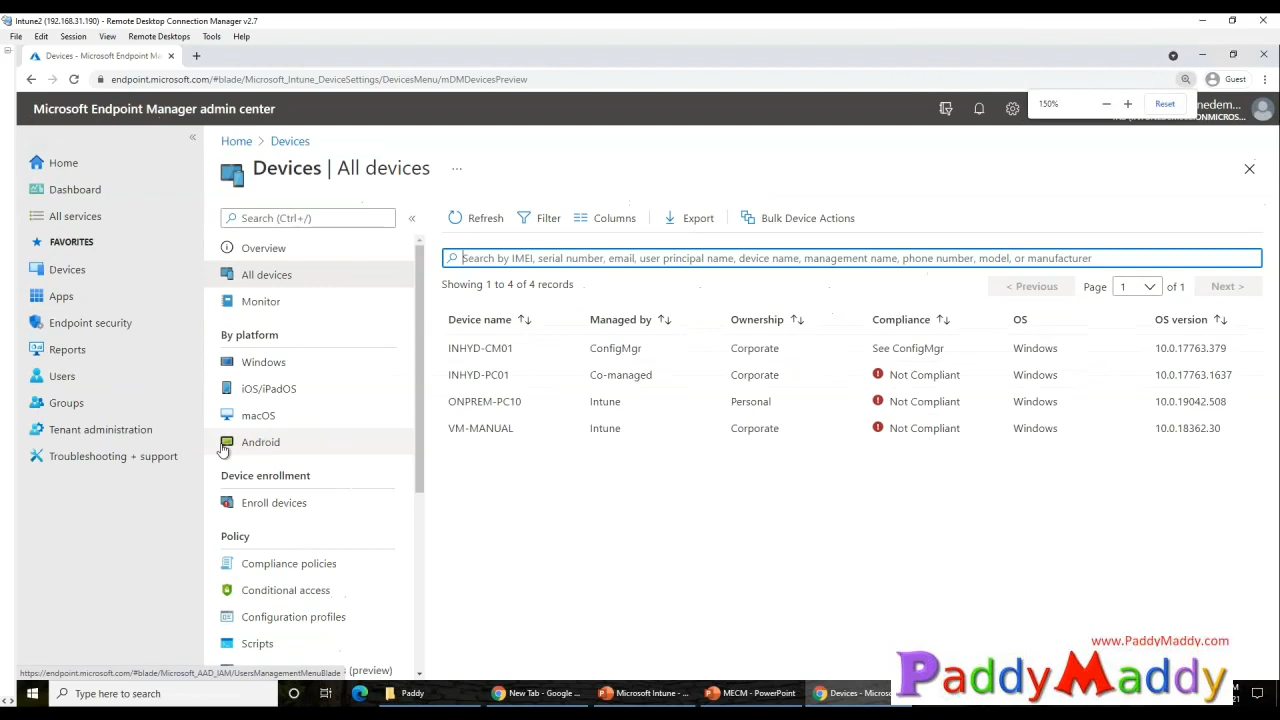 Intune2 (192.168.31.190) - Remote Desktop Connection Manager v2.7
File Edit Session View Remote Desktops Tools Help
Devices - Microsoft Endpoint Ma
endpoint.microsoft.com/#blade/Microsoft_Intune_DeviceSettings/DevicesMenu/mDMDevicesPreview
Guest
Microsoft Endpoint Manager admin center
150%
Reset
nedem...
Home
Dashboard
All services
FAVORITES
Devices
Apps
Endpoint security
Reports
Users
Groups
Tenant administration
Troubleshooting + support
Home > Devices
Devices | All devices ...
Search (Ctrl+/)
Overview
All devices
Monitor
By platform
Windows
iOS/iPadOS
macOS
Android
Device enrollment
Enroll devices
Policy
Compliance policies
Conditional access
Configuration profiles
Scripts
(preview)
Refresh Filter Columns Export Bulk Device Actions
Search by IMEI, serial number, email, user principal name, device name, management name, phone number, model, or manufacturer
Showing 1 to 4 of 4 records
< Previous Page 1 of 1 Next >
Device name Managed by Ownership Compliance OS OS version
INHYD-CM01 ConfigMgr Corporate See ConfigMgr Windows 10.0.17763.379
INHYD-PC01 Co-managed Corporate Not Compliant Windows 10.0.17763.1637
ONPREM-PC10 Intune Personal Not Compliant Windows 10.0.19042.508
VM-MANUAL Intune Corporate Not Compliant Windows 10.0.18362.30
https://endpoint.microsoft.com/#blade/Microsoft_AAD_IAM/UsersManagementMenuBlade
www.PaddyMaddy.com
PaddyMaddy
Type here to search
Paddy
New Tab - Google ...
Microsoft Intune - ...
MECM - PowerPoint
Devices - Microso